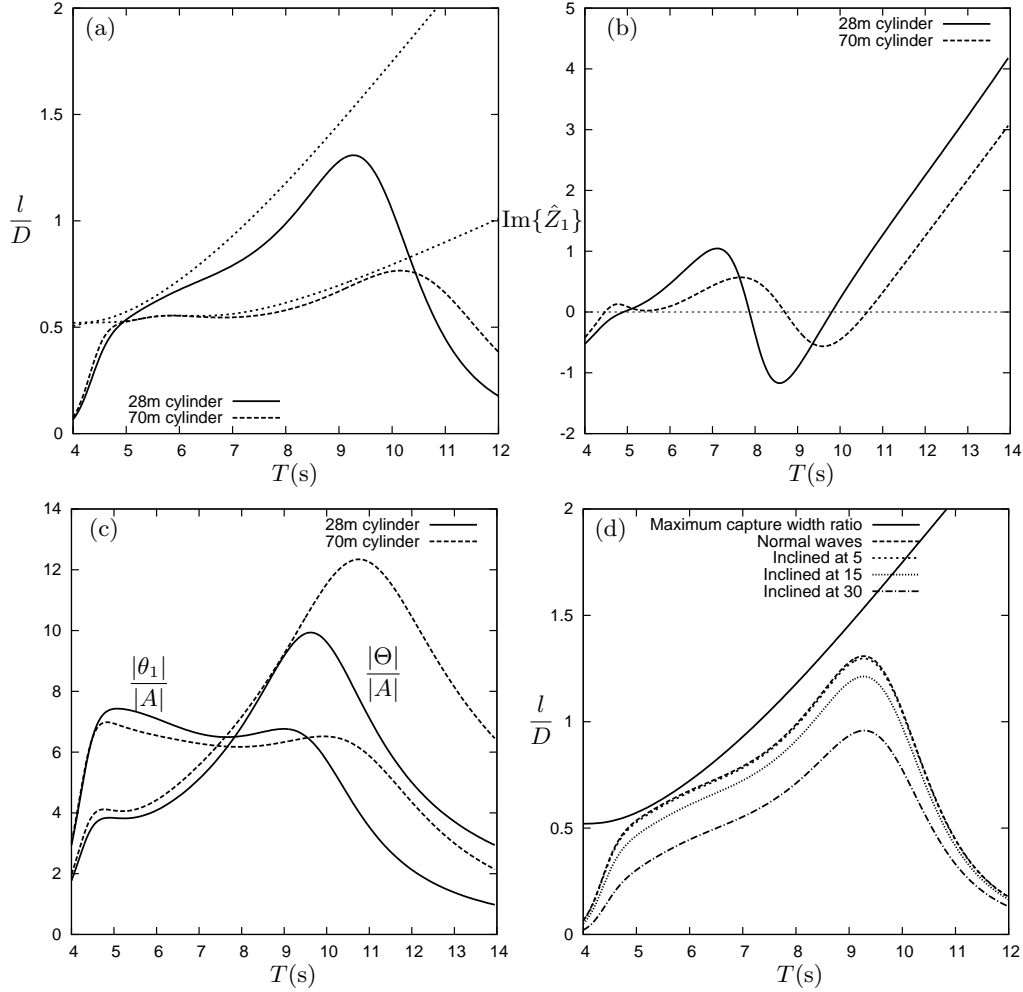 (a)
2
1.5
1
0.5
0
l/D
28m cylinder
70m cylinder
4 5 6 7 8 9 10 11 12
T(s)
(b)
28m cylinder
70m cylinder
5
4
3
2
1
0
-1
-2
Im{Ẑ₁}
4 5 6 7 8 9 10 11 12 13 14
T(s)
(c)
28m cylinder
70m cylinder
14
12
10
8
6
4
2
0
|θ₁|/|A|
|Θ|/|A|
4 5 6 7 8 9 10 11 12 13 14
T(s)
(d)
Maximum capture width ratio
Normal waves
Inclined at 5
Inclined at 15
Inclined at 30
2
1.5
1
0.5
0
l/D
4 5 6 7 8 9 10 11 12
T(s)